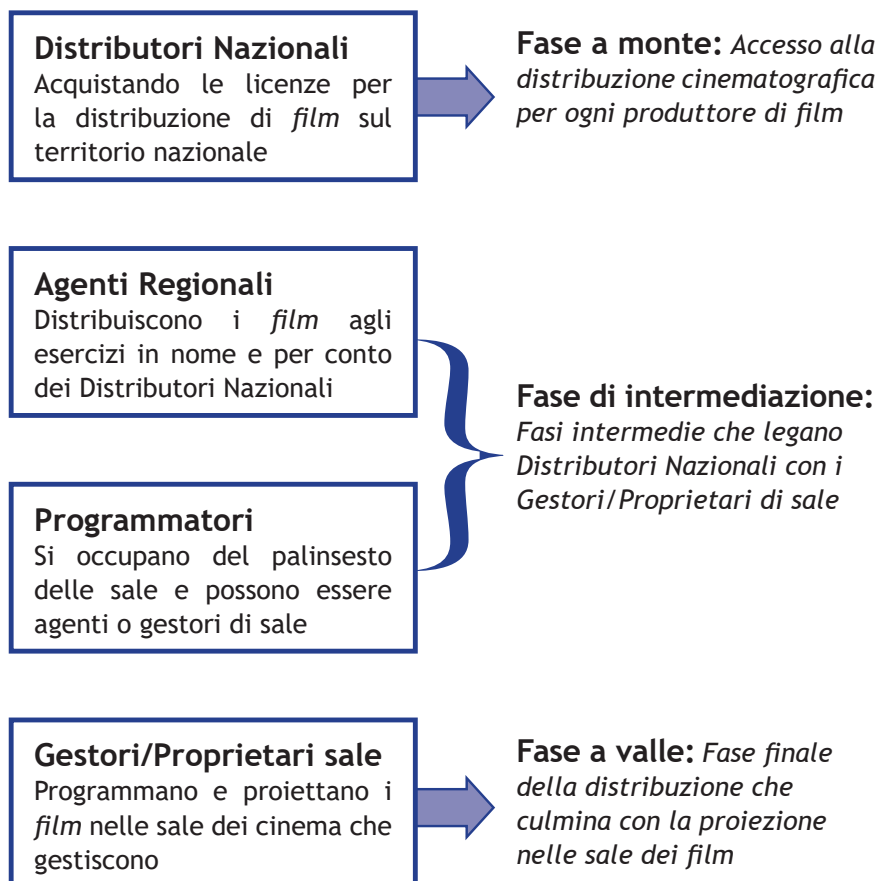 Distributori Nazionali
Acquistando le licenze per
la distribuzione di film sul
territorio nazionale
Fase a monte: Accesso alla
distribuzione cinematografica
per ogni produttore di film
Agenti Regionali
Distribuiscono i film agli
esercizi in nome e per conto
dei Distributori Nazionali
Programmatori
Si occupano del palinsesto
delle sale e possono essere
agenti o gestori di sale
Fase di intermediazione:
Fasi intermedie che legano
Distributori Nazionali con i
Gestori/Proprietari di sale
Gestori/Proprietari sale
Programmano e proiettano i
film nelle sale dei cinema che
gestiscono
Fase a valle: Fase finale
della distribuzione che
culmina con la proiezione
nelle sale dei film